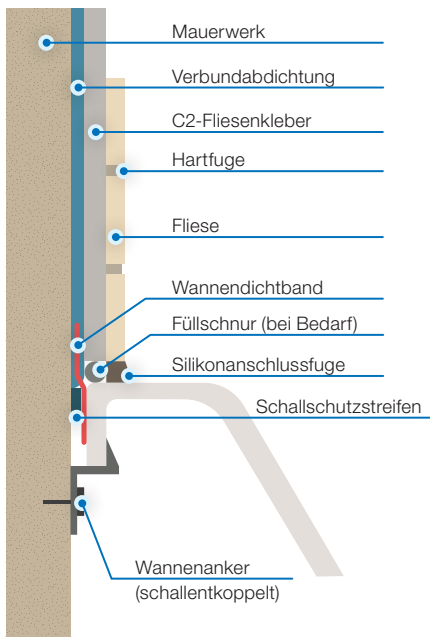 Mauerwerk
Verbundabdichtung
C2-Fliesenkleber
Hartfuge
Fliese
Wannendichtband
Füllschnur (bei Bedarf)
Silikonanschlussfuge
Schallschutzstreifen
Wannenanker
(schallentkoppelt)